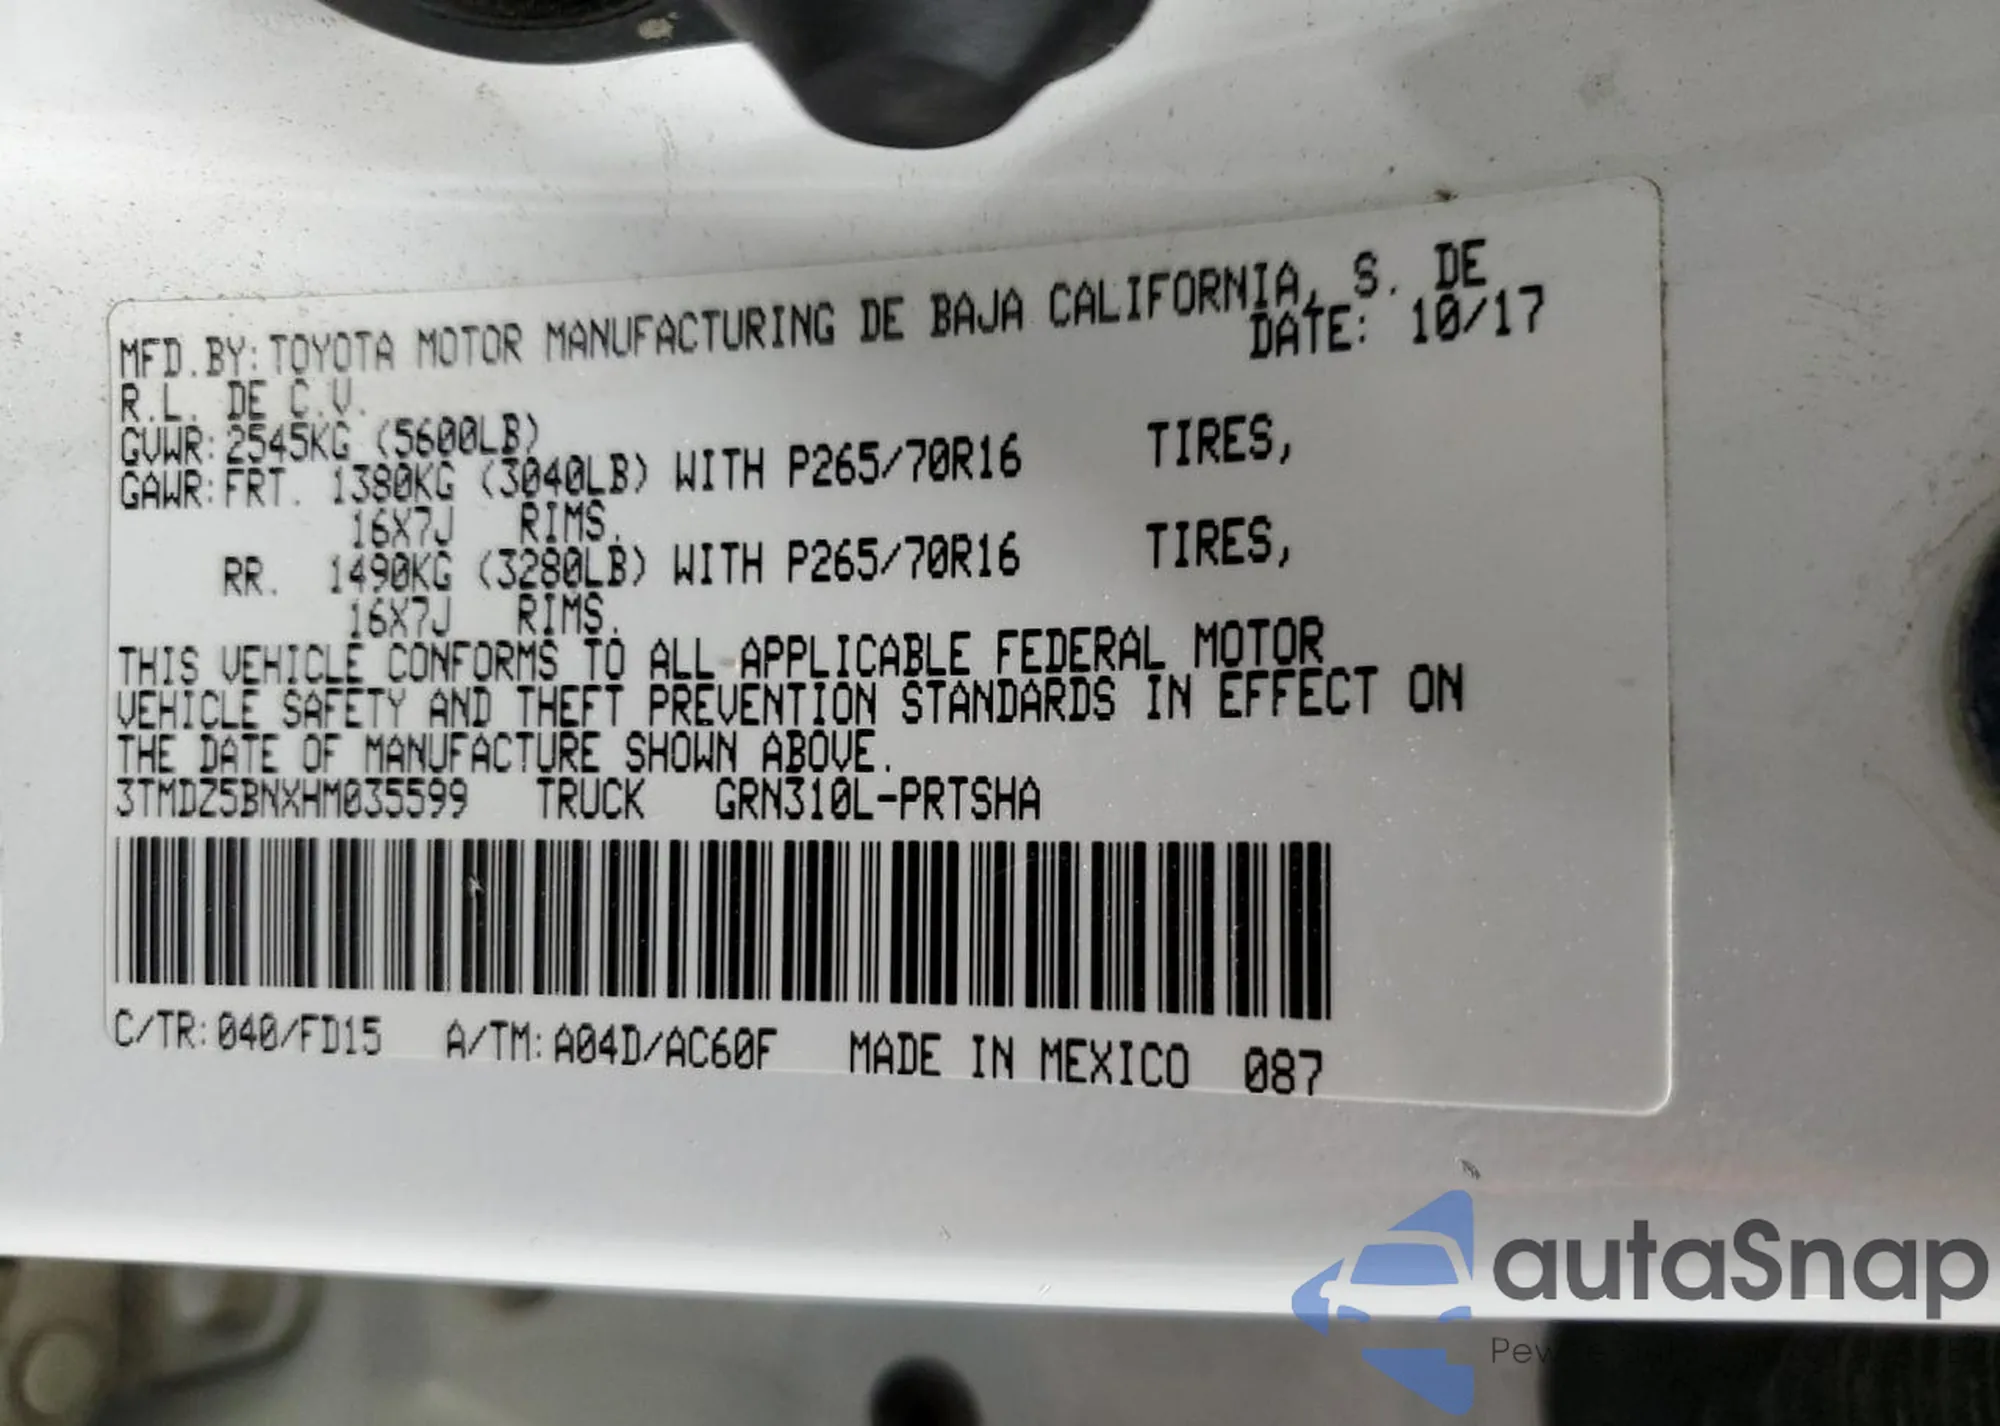 MFD.BY:TOYOTA MOTOR MANUFACTURING DE BAJA CALIFORNIA, S. DE
R.L. DE C.V. DATE: 10/17
GVWR:2545KG (5600LB)
GAWR:FRT. 1380KG (3040LB) WITH P265/70R16 TIRES,
16X7J RIMS.
RR. 1490KG (3280LB) WITH P265/70R16 TIRES,
16X7J RIMS.
THIS VEHICLE CONFORMS TO ALL APPLICABLE FEDERAL MOTOR
VEHICLE SAFETY AND THEFT PREVENTION STANDARDS IN EFFECT ON
THE DATE OF MANUFACTURE SHOWN ABOVE.
3TMDZ5BNXHM035599 TRUCK GRN310L-PRTSHA
C/TR:040/FD15 A/TM:A04D/AC60F MADE IN MEXICO 087
autaSnap